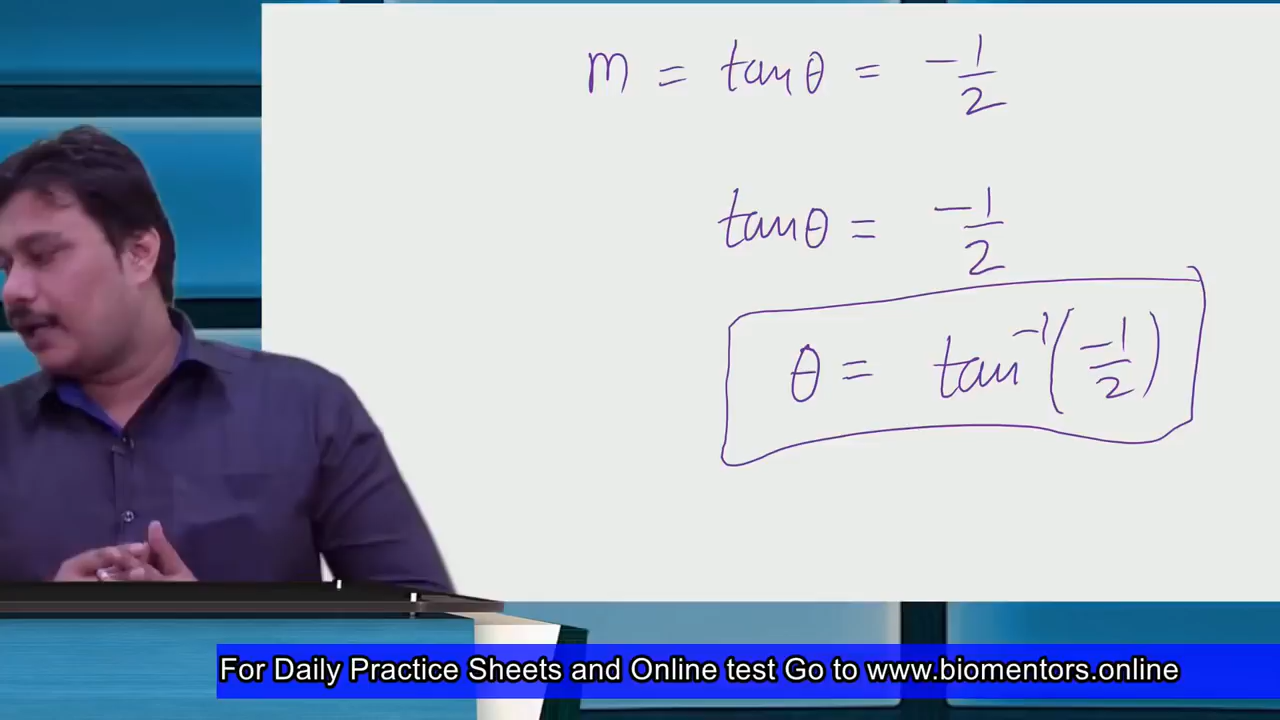 m = tanθ = -1/2
tanθ = -1/2
θ = tan⁻¹(-1/2)
For Daily Practice Sheets and Online test Go to www.biomentors.online